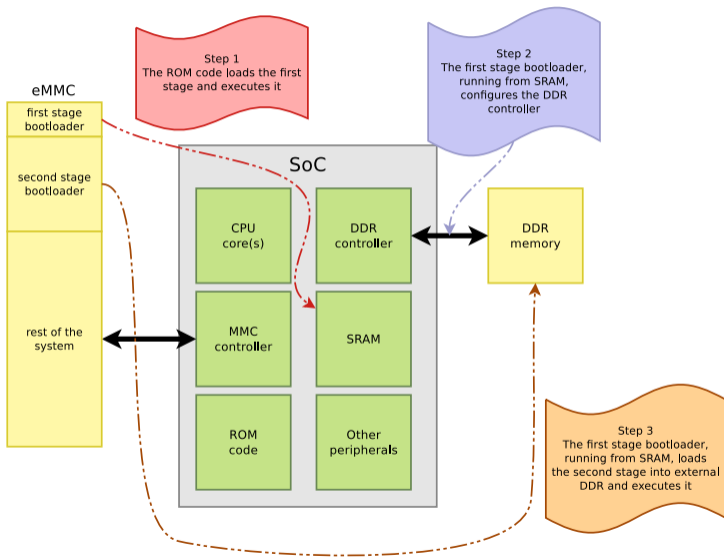 Step 1
The ROM code loads the first
stage and executes it
Step 2
The first stage bootloader,
running from SRAM,
configures the DDR
controller
eMMC
first stage
bootloader
second stage
bootloader
rest of the
system
SoC
CPU
core(s)
DDR
controller
DDR
memory
MMC
controller
SRAM
ROM
code
Other
peripherals
Step 3
The first stage bootloader,
running from SRAM, loads
the second stage into external
DDR and executes it